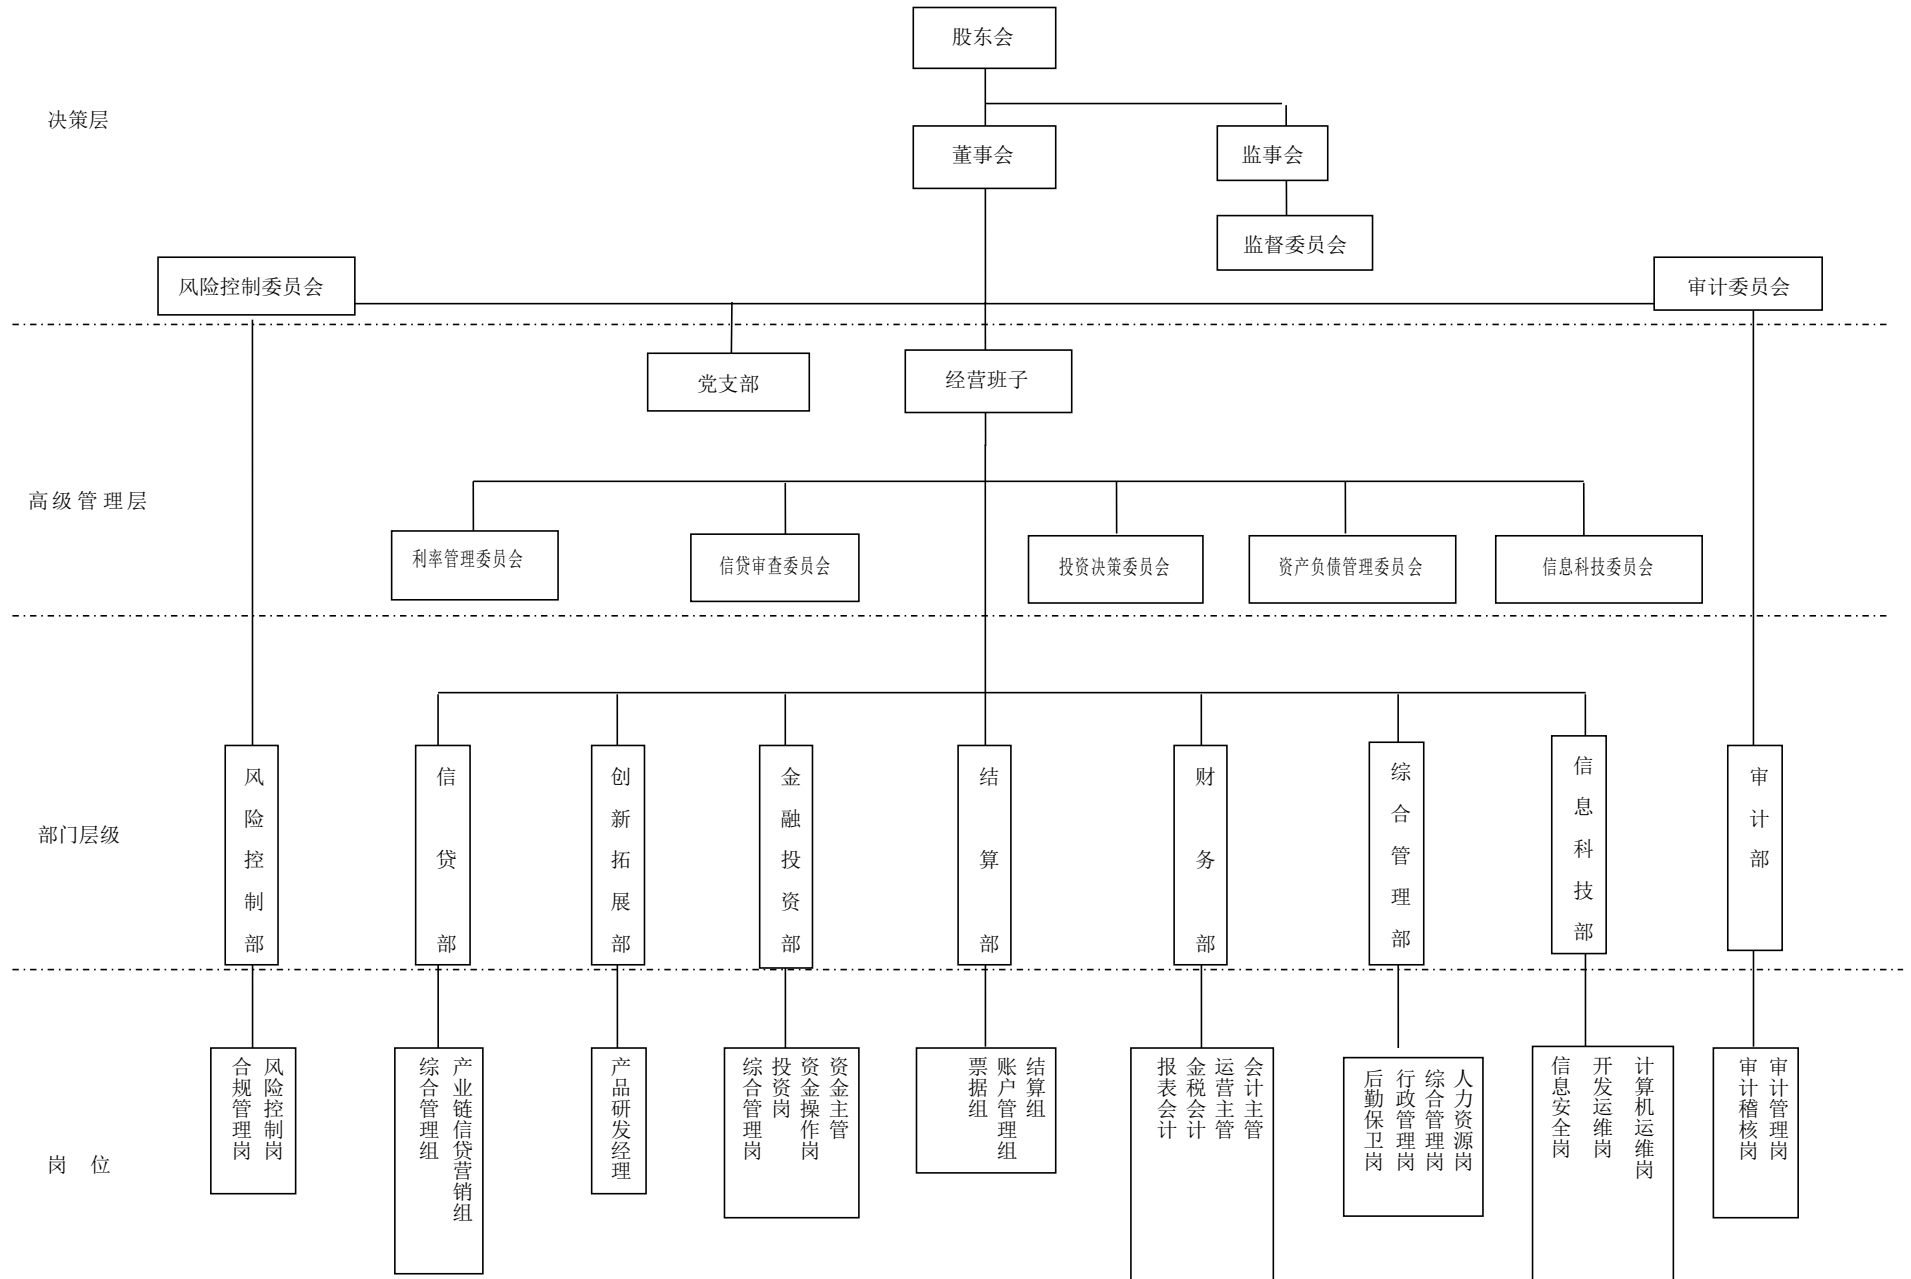 股东会
决策层
董事会
监事会
监督委员会
风险控制委员会
审计委员会
党支部
经营班子
高级管理层
利率管理委员会
信贷审查委员会
投资决策委员会
资产负债管理委员会
信息科技委员会
部门层级
风险控制部
信贷部
创新拓展部
金融投资部
结算部
财务部
综合管理部
信息科技部
审计部
岗 位
风险控制岗
合规管理岗
产业链信贷营销组
综合管理组
产品研发经理
资金主管
资金操作岗
投资岗
综合管理岗
结算组
账户管理组
票据组
会计主管
运营主管
金税会计
报表会计
人力资源岗
综合管理岗
行政管理岗
后勤保卫岗
计算机运维岗
开发运维岗
信息安全岗
审计管理岗
审计稽核岗